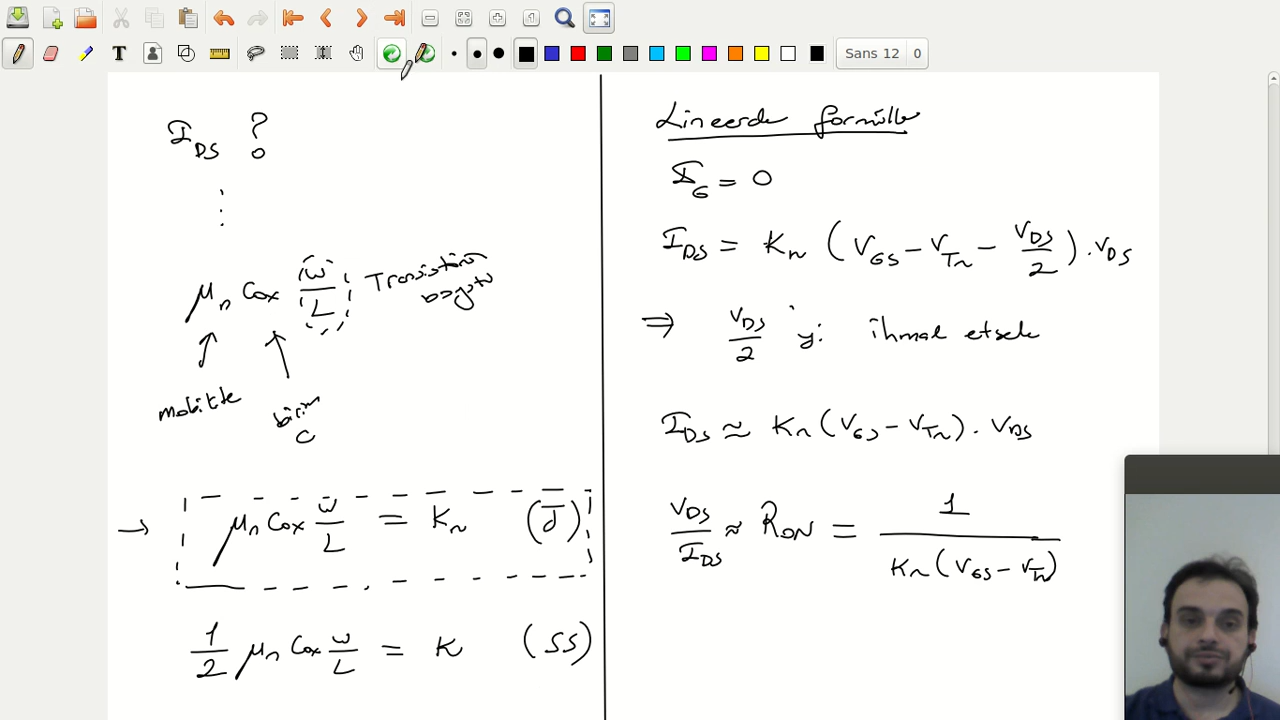 Sans 12 0
I_DS ?
⋮
μn Cox W/L Transistörün boyutu
mobilite
birim C
→ μn Cox W/L = Kn (J)
1/2 μn Cox W/L = K (SS)
Lineerde formüller
I_G = 0
I_DS = Kn (V_GS − V_Tn − V_DS/2) . V_DS
⇒ V_DS/2 'yi ihmal etsek
I_DS ≈ Kn (V_GS − V_Tn) . V_DS
V_DS/I_DS ≈ R_ON = 1/(Kn (V_GS − V_Tn))